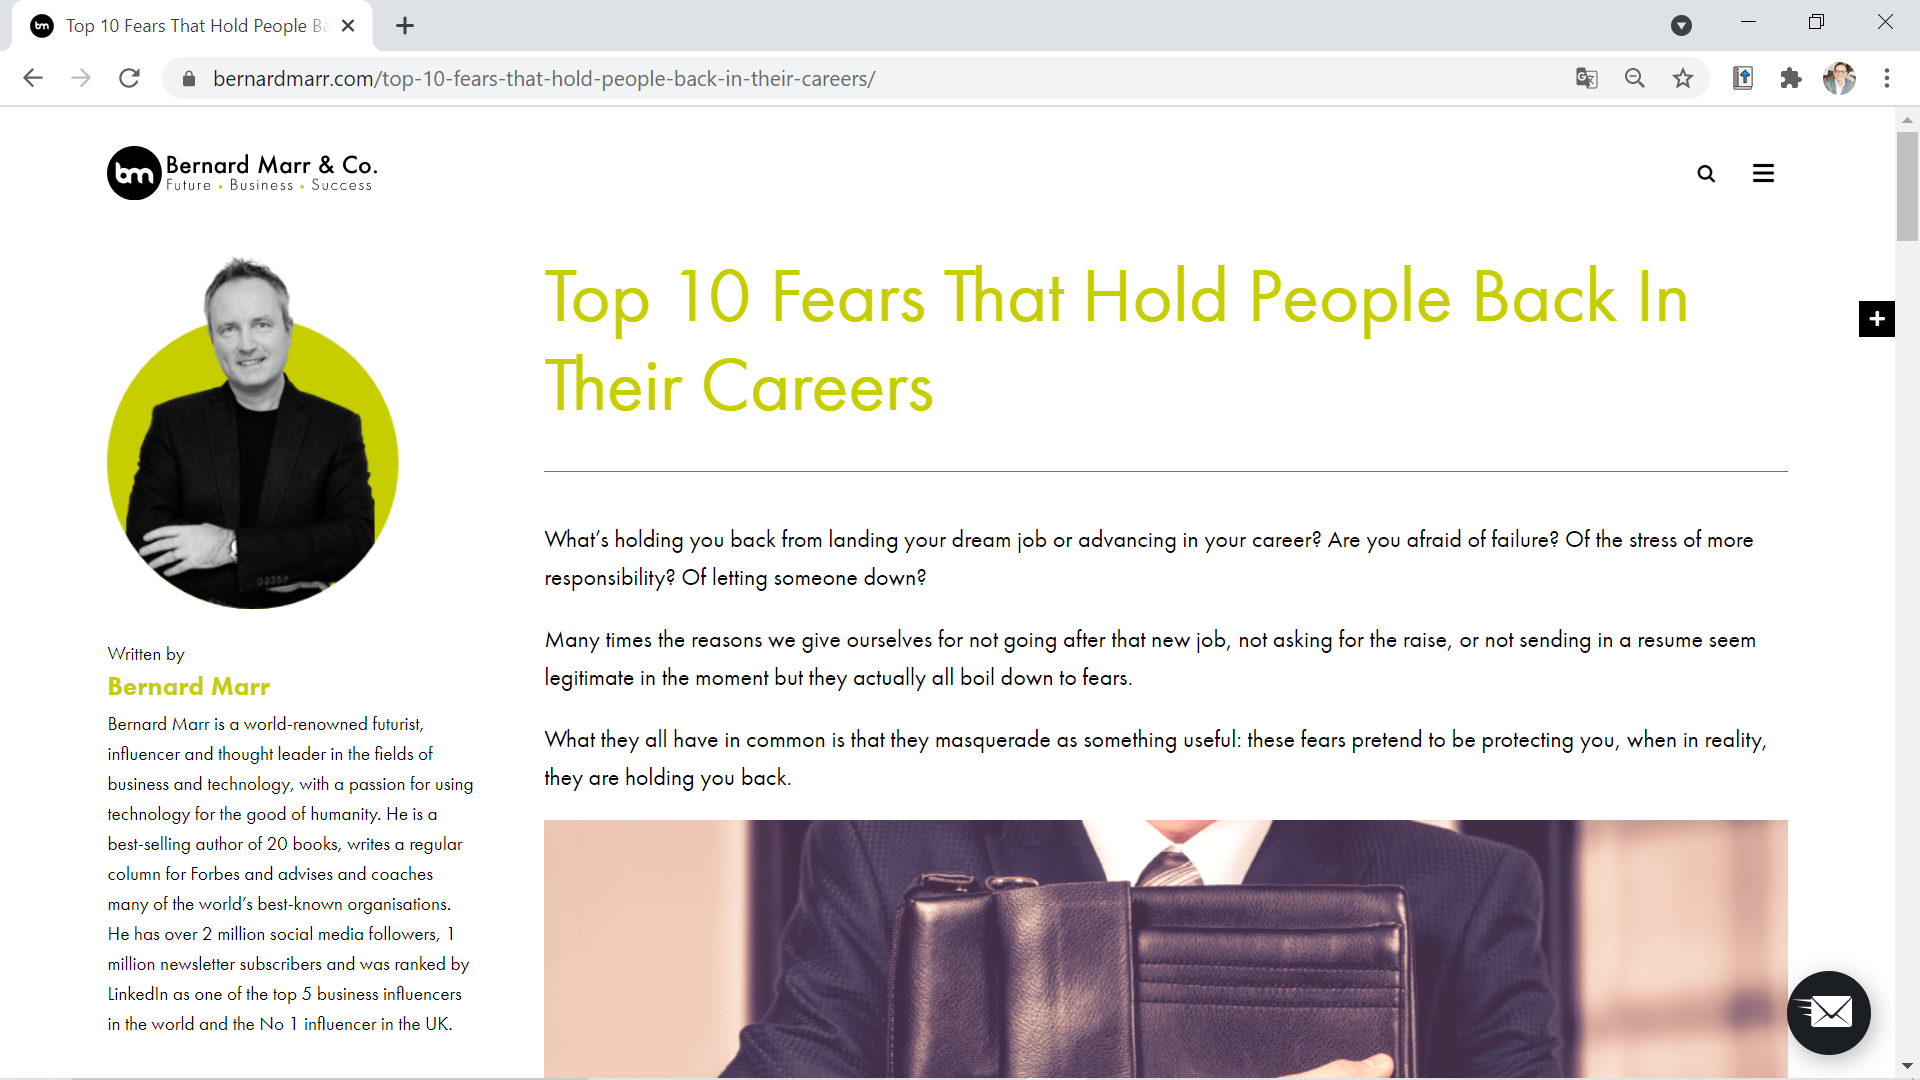 Top 10 Fears That Hold People Ba
bernardmarr.com/top-10-fears-that-hold-people-back-in-their-careers/
bm
Bernard Marr & Co.
Future • Business • Success
Top 10 Fears That Hold People Back In
Their Careers
What’s holding you back from landing your dream job or advancing in your career? Are you afraid of failure? Of the stress of more
responsibility? Of letting someone down?
Many times the reasons we give ourselves for not going after that new job, not asking for the raise, or not sending in a resume seem
legitimate in the moment but they actually all boil down to fears.
What they all have in common is that they masquerade as something useful: these fears pretend to be protecting you, when in reality,
they are holding you back.
Written by
Bernard Marr
Bernard Marr is a world-renowned futurist,
influencer and thought leader in the fields of
business and technology, with a passion for using
technology for the good of humanity. He is a
best-selling author of 20 books, writes a regular
column for Forbes and advises and coaches
many of the world’s best-known organisations.
He has over 2 million social media followers, 1
million newsletter subscribers and was ranked by
LinkedIn as one of the top 5 business influencers
in the world and the No 1 influencer in the UK.